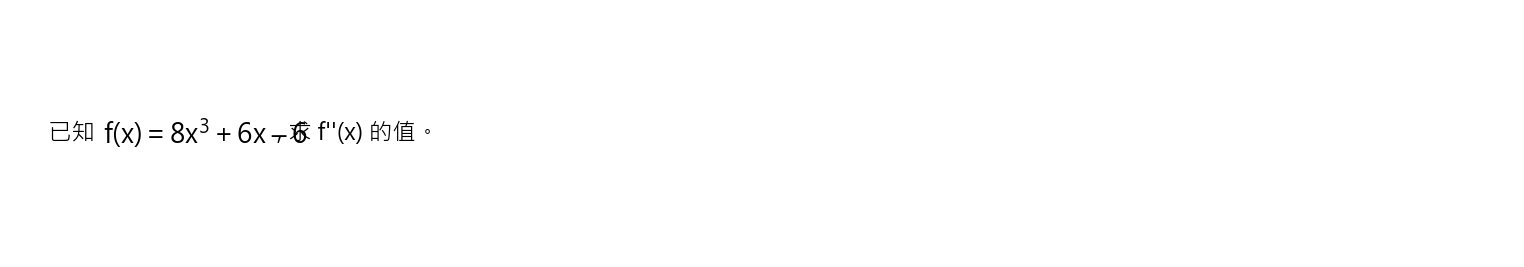 已知 f(x) = 8x³ + 6x − 6，求 f''(x) 的值。